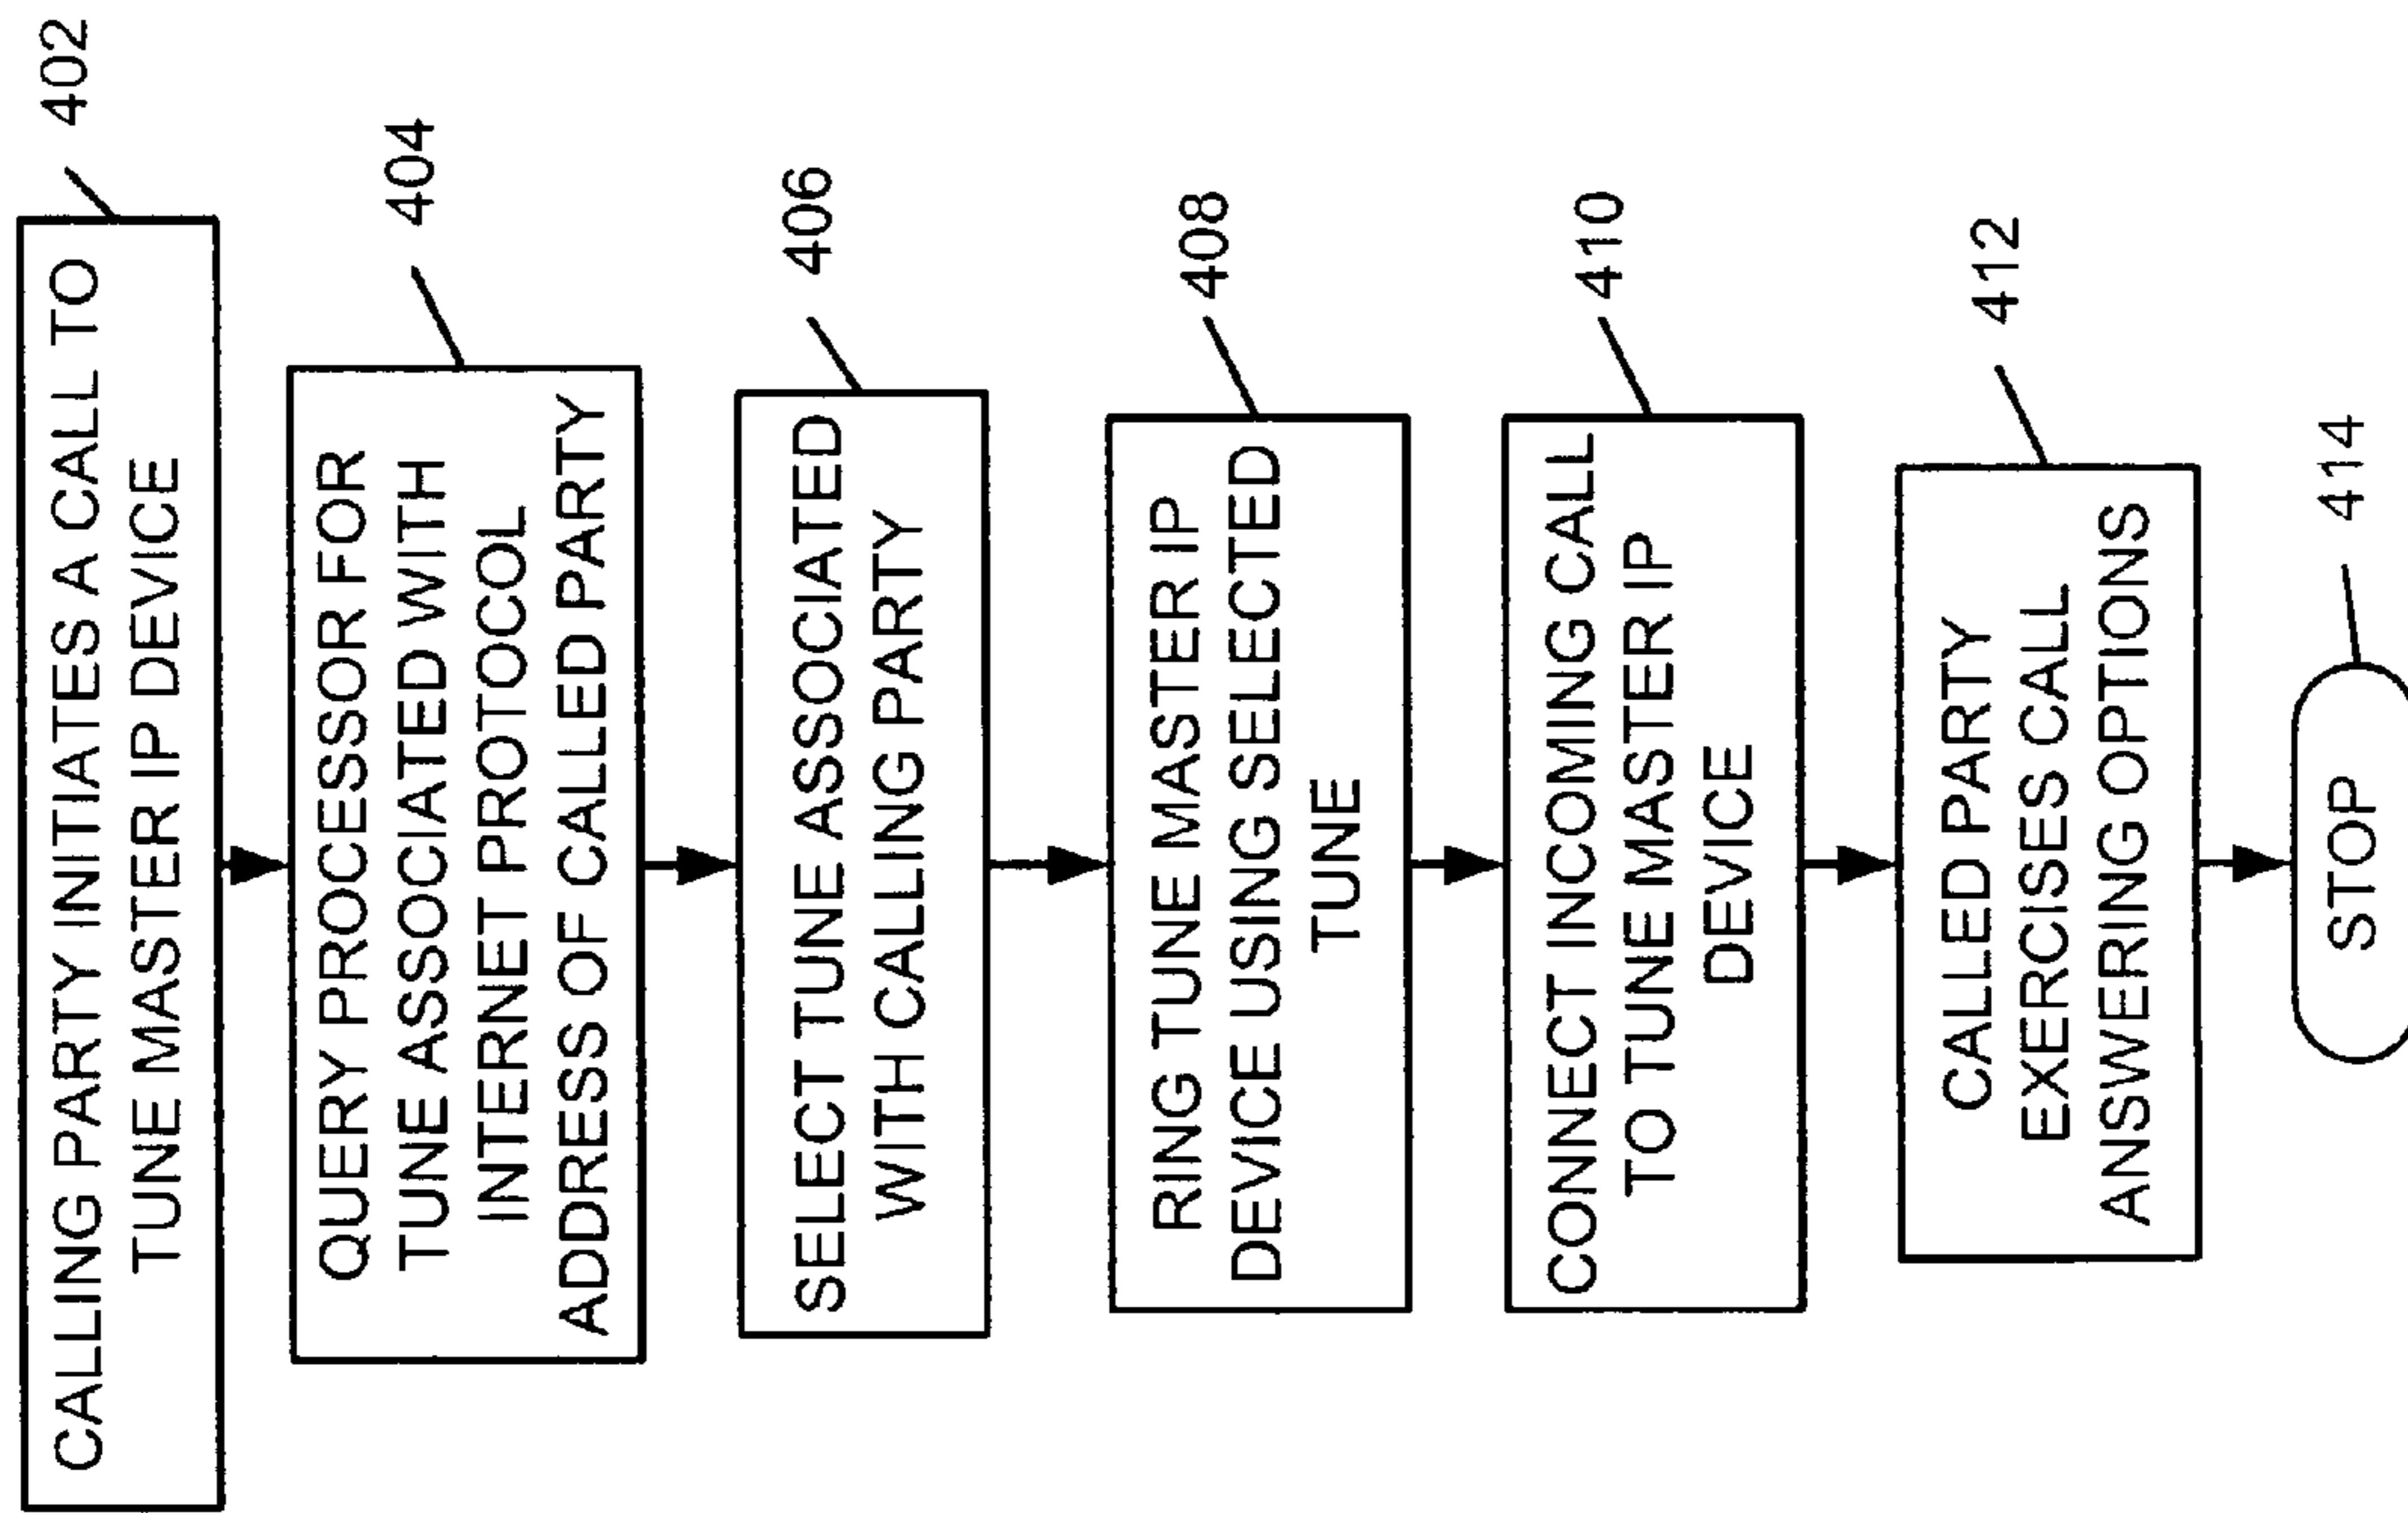 CALLING PARTY INITIATES A CALL TO
TUNE MASTER IP DEVICE
402
QUERY PROCESSOR FOR
TUNE ASSOCIATED WITH
INTERNET PROTOCOL
ADDRESS OF CALLED PARTY
404
SELECT TUNE ASSOCIATED
WITH CALLING PARTY
406
RING TUNE MASTER IP
DEVICE USING SELECTED
TUNE
408
CONNECT INCOMING CALL
TO TUNE MASTER IP
DEVICE
410
CALLED PARTY
EXERCISES CALL
ANSWERING OPTIONS
412
STOP
414